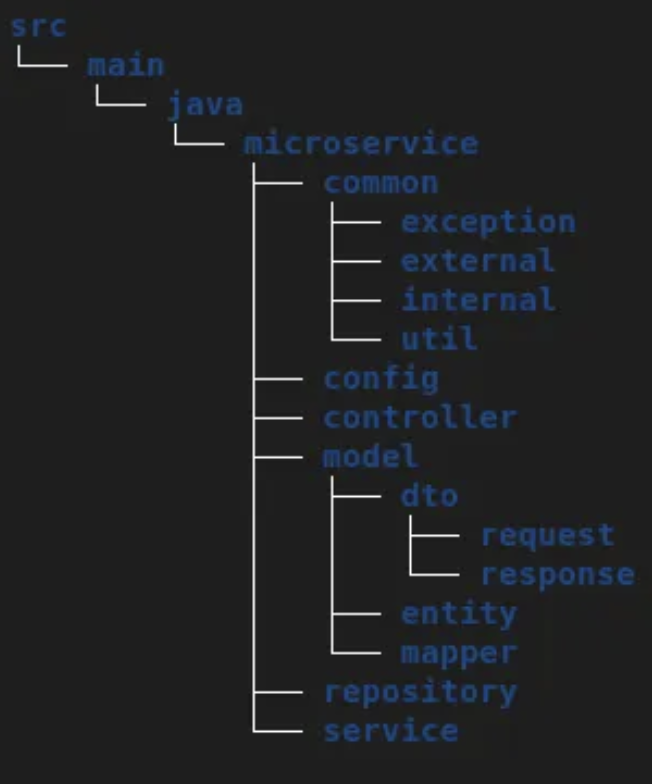 src
main
java
microservice
common
exception
external
internal
util
config
controller
model
dto
request
response
entity
mapper
repository
service